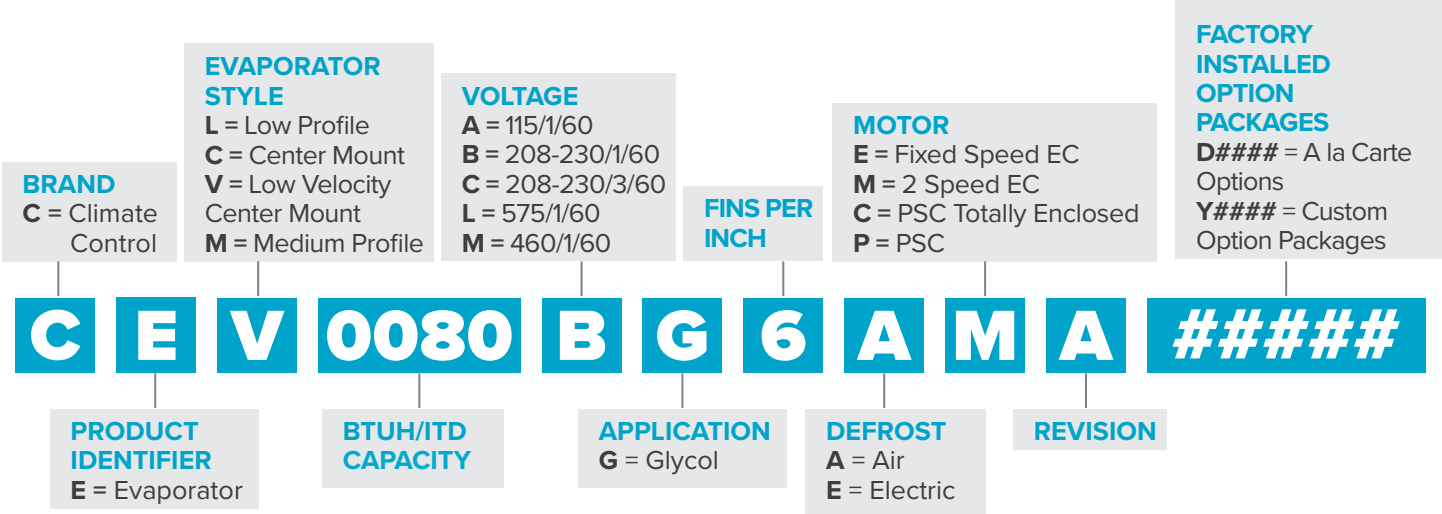 BRAND
C = Climate
Control
EVAPORATOR
STYLE
L = Low Profile
C = Center Mount
V = Low Velocity
Center Mount
M = Medium Profile
VOLTAGE
A = 115/1/60
B = 208-230/1/60
C = 208-230/3/60
L = 575/1/60
M = 460/1/60
FINS PER
INCH
MOTOR
E = Fixed Speed EC
M = 2 Speed EC
C = PSC Totally Enclosed
P = PSC
FACTORY
INSTALLED
OPTION
PACKAGES
D#### = A la Carte
Options
Y#### = Custom
Option Packages
C E V 0080 B G 6 A M A #####
PRODUCT
IDENTIFIER
E = Evaporator
BTUH/ITD
CAPACITY
APPLICATION
G = Glycol
DEFROST
A = Air
E = Electric
REVISION